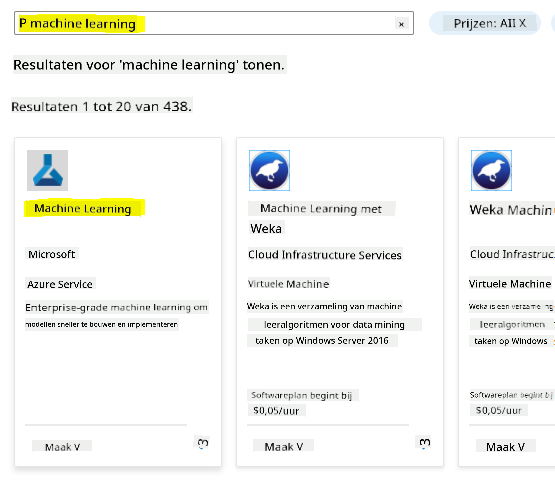 P machine learning ×
Prijzen: AII X
Resultaten voor 'machine learning' tonen.
Resultaten 1 tot 20 van 438.
Machine Learning
Microsoft
Azure Service
Enterprise-grade machine learning om
modellen sneller te bouwen en implementeren
Maak V
3
Machine Learning met
Weka
Cloud Infrastructure Services
Virtuele Machine
Weka is een verzameling van machine
leeralgoritmen voor data mining
taken op Windows Server 2016
Softwareplan begint bij
$0,05/uur
Maak V
3
Weka Machin
Cloud Infrastruc
Virtuele Machine
Weka is een verzameling
leeralgoritmen
taken op Windows
Softwareplan begint bij
$0,05/uur
Maak V